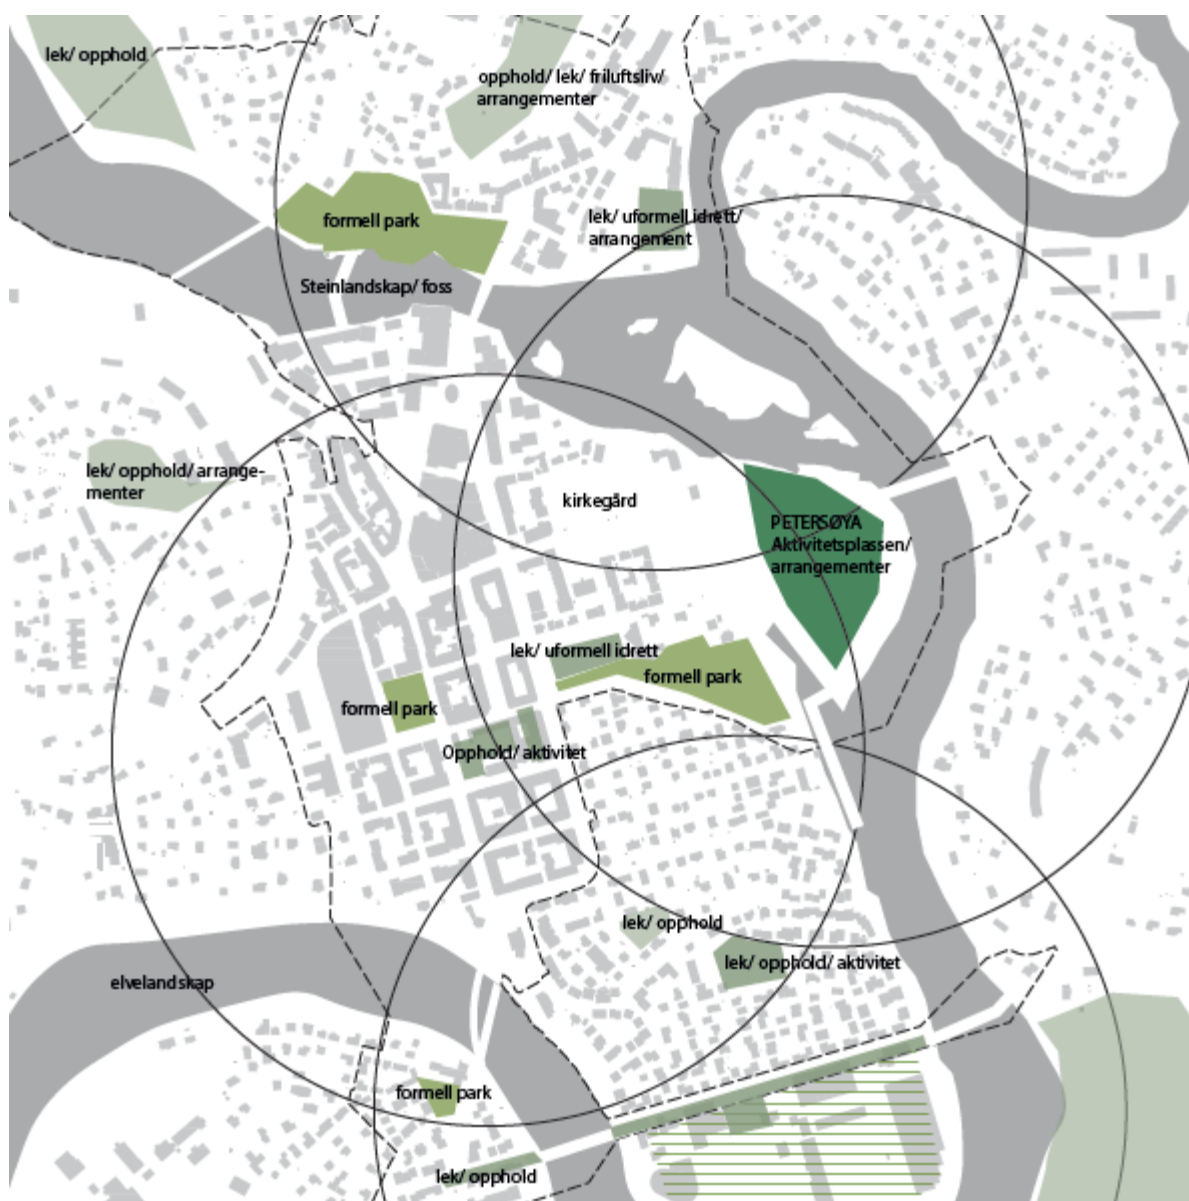 lek/ opphold
opphold/ lek/ friluftsliv/
arrangementer
formell park
lek/ uformell idrett/
arrangement
Steinlandskap/ foss
lek/ opphold/ arrange-
menter
kirkegård
PETERSØYA
Aktivitetsplassen/
arrangementer
lek/ uformell idrett
formell park
formell park
Opphold/ aktivitet
lek/ opphold
lek/ opphold/ aktivitet
elvelandskap
formell park
lek/ opphold